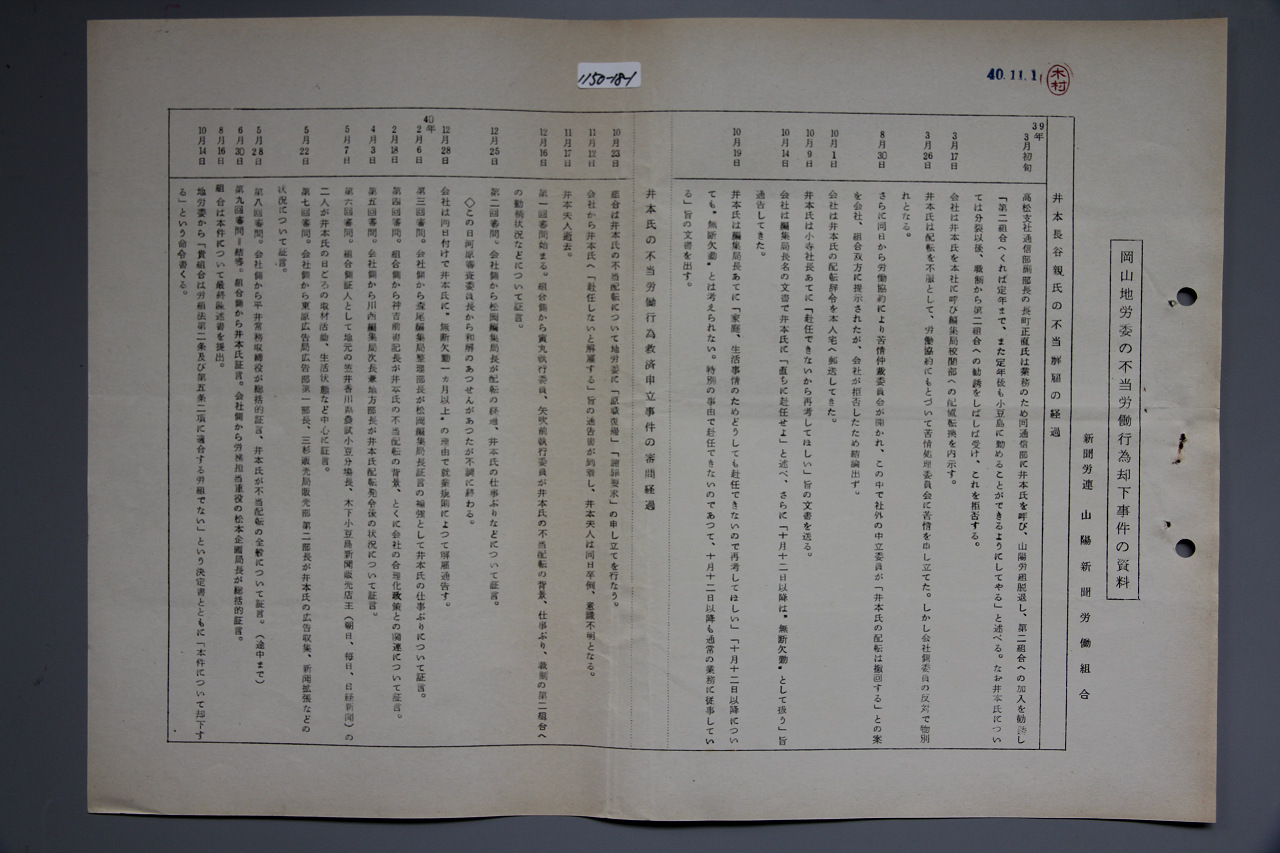 1150-18-1
40.11.1
木村
岡山地労委の不当労働行為却下事件の資料
新聞労連 山陽新聞労働組合
井本長谷親氏の不当解雇の経過
39年
3月初旬
高松支社通信部前部長の長町正直氏は業務のため同通信部に井本氏を呼び、山陽労組脱退し、第二組合への加入を勧誘し
「第二組合へくれば定年まで、また定年後も小豆島に勤めることができるようにしてやる」と述べる。なお井本氏につい
ては分裂以後、職制から第二組合への勧誘をしばしば受け、これを拒否する。
3月17日
会社は井本氏を本社に呼び編集局校閲部への配置転換を内示す。
3月26日
井本氏は配転を不服として、労働協約にもとづいて苦情処理委員会に苦情を申し立てた。しかし会社側委員の反対で物別
れとなる。
8月30日
さらに同日から労働協約により苦情仲裁委員会が開かれ、この中で社外の中立委員が「井本氏の配転は撤回する」との案
を会社、組合双方に提示されたが、会社が拒否したため結論出ず。
10月1日
会社は井本氏の配転辞令を本人宅へ郵送してきた。
10月9日
井本氏は小寺社長あてに「赴任できないから再考してほしい」旨の文書を送る。
10月14日
会社は編集局長名の文書で井本氏に「直ちに赴任せよ」と述べ、さらに「十月十二日以降は〝無断欠勤〟として扱う」旨
通告してきた。
10月19日
井本氏は編集局長あてに「家庭、生活事情のためどうしても赴任できないので再考してほしい」「十月十二日以降につい
ても〝無断欠勤〟とは考えられない。特別の事由で赴任できないのであつて、十月十二日以降も通常の業務に従事してい
る」旨の文書を出す。
井本氏の不当労働行為救済申立事件の審問経過
10月23日
組合は井本氏の不当配転について地労委に「原職復帰」「謝罪要求」の申し立てを行なう。
11月12日
会社から井本氏へ「赴任しないと解雇する」旨の通告書が到着し、井本夫人は同日卒倒、意識不明となる。
11月17日
井本夫人逝去。
12月16日
第一回審問始まる。組合側から寅丸執行委員、矢吹前執行委員が井本氏の不当配転の背景、仕事ぶり、職制の第二組合へ
の勧誘状況などについて証言。
12月25日
第二回審問。会社側から松岡編集局長が配転の経過、井本氏の仕事ぶりなどについて証言。
◇この日河原審査委員長から和解のあつせんがあつたが不調に終わる。
12月28日
会社は同日付けで井本氏に〝無断欠勤一カ月以上〟の理由で就業規則によつて解雇通告す。
40年
2月6日
第三回審問。会社側から森尾編集局整理部長が松岡編集局長証言の補強として井本氏の仕事ぶりについて証言。
2月18日
第四回審問。組合側から神吉前書記長が井本氏の不当配転の背景、とくに会社の合理化政策との関連について証言。
4月3日
第五回審問。会社側から川西編集局次長兼地方部長が井本氏配転発令後の状況について証言。
5月7日
第六回審問。組合側証人として地元の笠井香川県農試小豆分場長、木下小豆島新聞販売店主(朝日、毎日、日経新聞)の
二人が井本氏の日ごろの取材活動、生活状態など中心に証言。
5月22日
第七回審問。会社側から東原広告局広告部第一部長、三杉販売局販売部第二部長が井本氏の広告収集、新聞拡張などの
状況について証言。
5月28日
第八回審問。会社側から平井常務取締役が総括的証言、井本氏が不当配転の全般について証言。(途中まで)
6月30日
第九回審問=結審。組合側から井本氏証言。会社側から労務担当重役の松本企画局長が総括的証言。
8月16日
組合は本件について最終陳述書を提出。
10月14日
地労委から「貴組合は労組法第二条及び第五条二項に適合する労組でない」という決定書とともに「本件について却下す
る」という命令書くる。